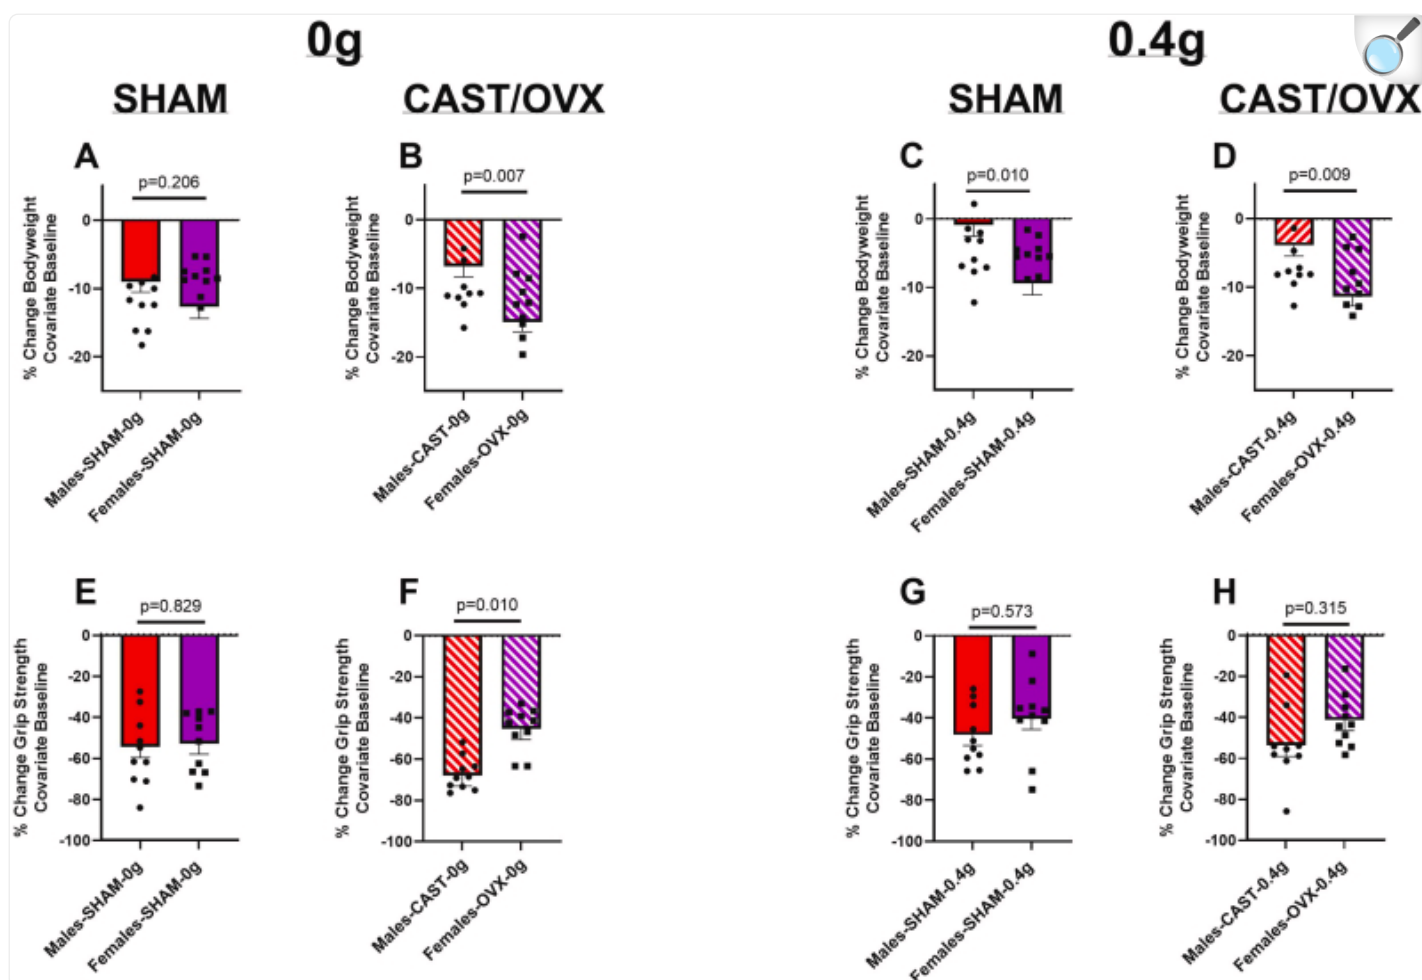 0g
0.4g
SHAM
CAST/OVX
SHAM
CAST/OVX
A
p=0.206
% Change Bodyweight
Covariate Baseline
0
-10
-20
Males-SHAM-0g
Females-SHAM-0g
B
p=0.007
% Change Bodyweight
Covariate Baseline
0
-10
-20
Males-CAST-0g
Females-OVX-0g
C
p=0.010
% Change Bodyweight
Covariate Baseline
0
-10
-20
Males-SHAM-0.4g
Females-SHAM-0.4g
D
p=0.009
% Change Bodyweight
Covariate Baseline
0
-10
-20
Males-CAST-0.4g
Females-OVX-0.4g
E
p=0.829
% Change Grip Strength
Covariate Baseline
0
-20
-40
-60
-80
-100
Males-SHAM-0g
Females-SHAM-0g
F
p=0.010
% Change Grip Strength
Covariate Baseline
0
-20
-40
-60
-80
-100
Males-CAST-0g
Females-OVX-0g
G
p=0.573
% Change Grip Strength
Covariate Baseline
0
-20
-40
-60
-80
-100
Males-SHAM-0.4g
Females-SHAM-0.4g
H
p=0.315
% Change Grip Strength
Covariate Baseline
0
-20
-40
-60
-80
-100
Males-CAST-0.4g
Females-OVX-0.4g